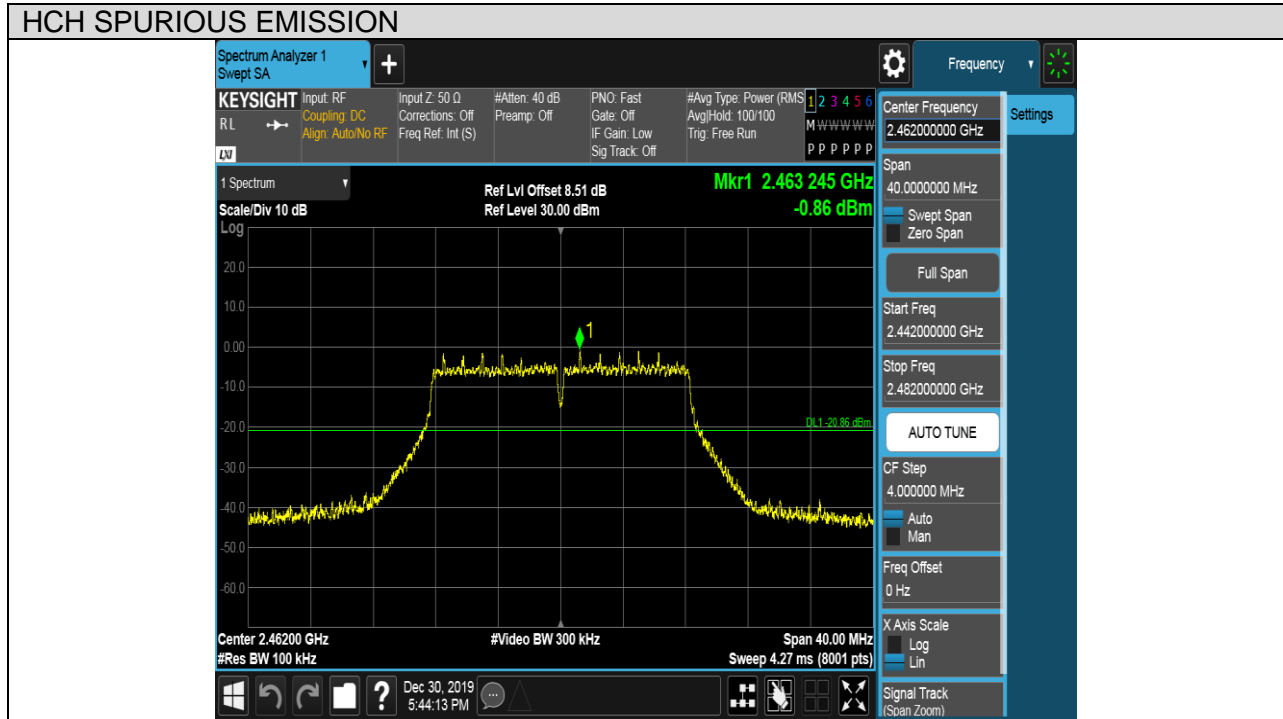 HCH SPURIOUS EMISSION
Spectrum Analyzer 1
Swept SA
+
Frequency
KEYSIGHT
RL
LXI
Input: RF
Coupling: DC
Align: Auto/No RF
Input Z: 50 Ω
Corrections: Off
Freq Ref: Int (S)
#Atten: 40 dB
Preamp: Off
PNO: Fast
Gate: Off
IF Gain: Low
Sig Track: Off
#Avg Type: Power (RMS
Avg|Hold: 100/100
Trig: Free Run
1 2 3 4 5 6
M W W W W W
P P P P P P
1 Spectrum
Scale/Div 10 dB
Ref Lvl Offset 8.51 dB
Ref Level 30.00 dBm
Mkr1 2.463 245 GHz
-0.86 dBm
Log
20.0
10.0
0.00
-10.0
-20.0
-30.0
-40.0
-50.0
-60.0
1
DL1 -20.86 dBm
Center 2.46200 GHz
#Res BW 100 kHz
#Video BW 300 kHz
Span 40.00 MHz
Sweep 4.27 ms (8001 pts)
?
Dec 30, 2019
5:44:13 PM
Center Frequency
2.462000000 GHz
Span
40.0000000 MHz
Swept Span
Zero Span
Full Span
Start Freq
2.442000000 GHz
Stop Freq
2.482000000 GHz
AUTO TUNE
CF Step
4.000000 MHz
Auto
Man
Freq Offset
0 Hz
X Axis Scale
Log
Lin
Signal Track
(Span Zoom)
Settings